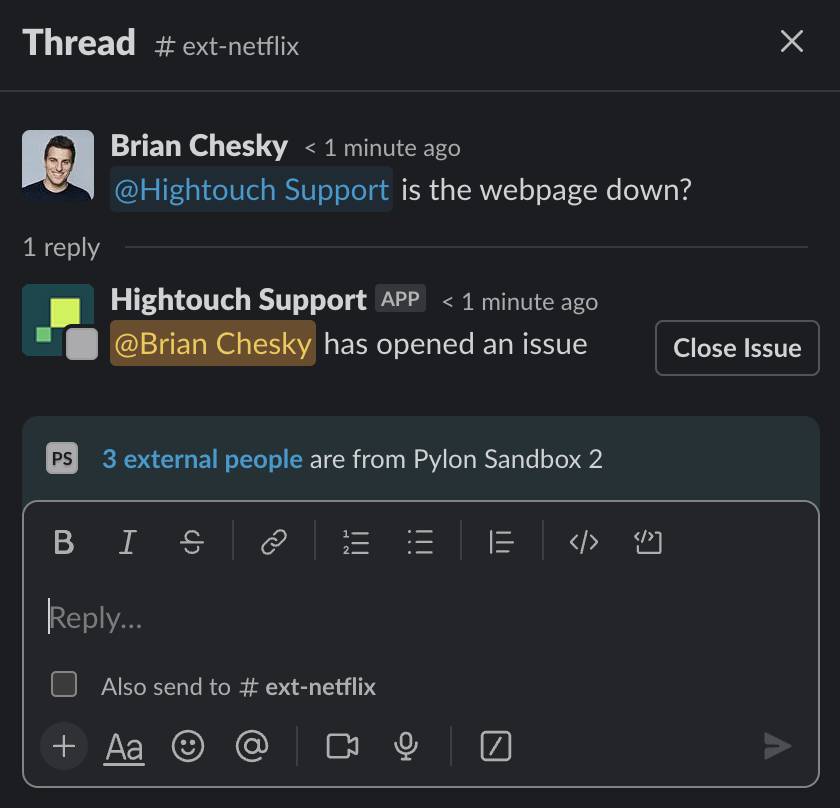 Thread # ext-netflix
Brian Chesky < 1 minute ago
@Hightouch Support is the webpage down?
1 reply
Hightouch Support APP < 1 minute ago
@Brian Chesky has opened an issue
Close Issue
PS 3 external people are from Pylon Sandbox 2
B I S
Reply...
Also send to # ext-netflix
Aa @